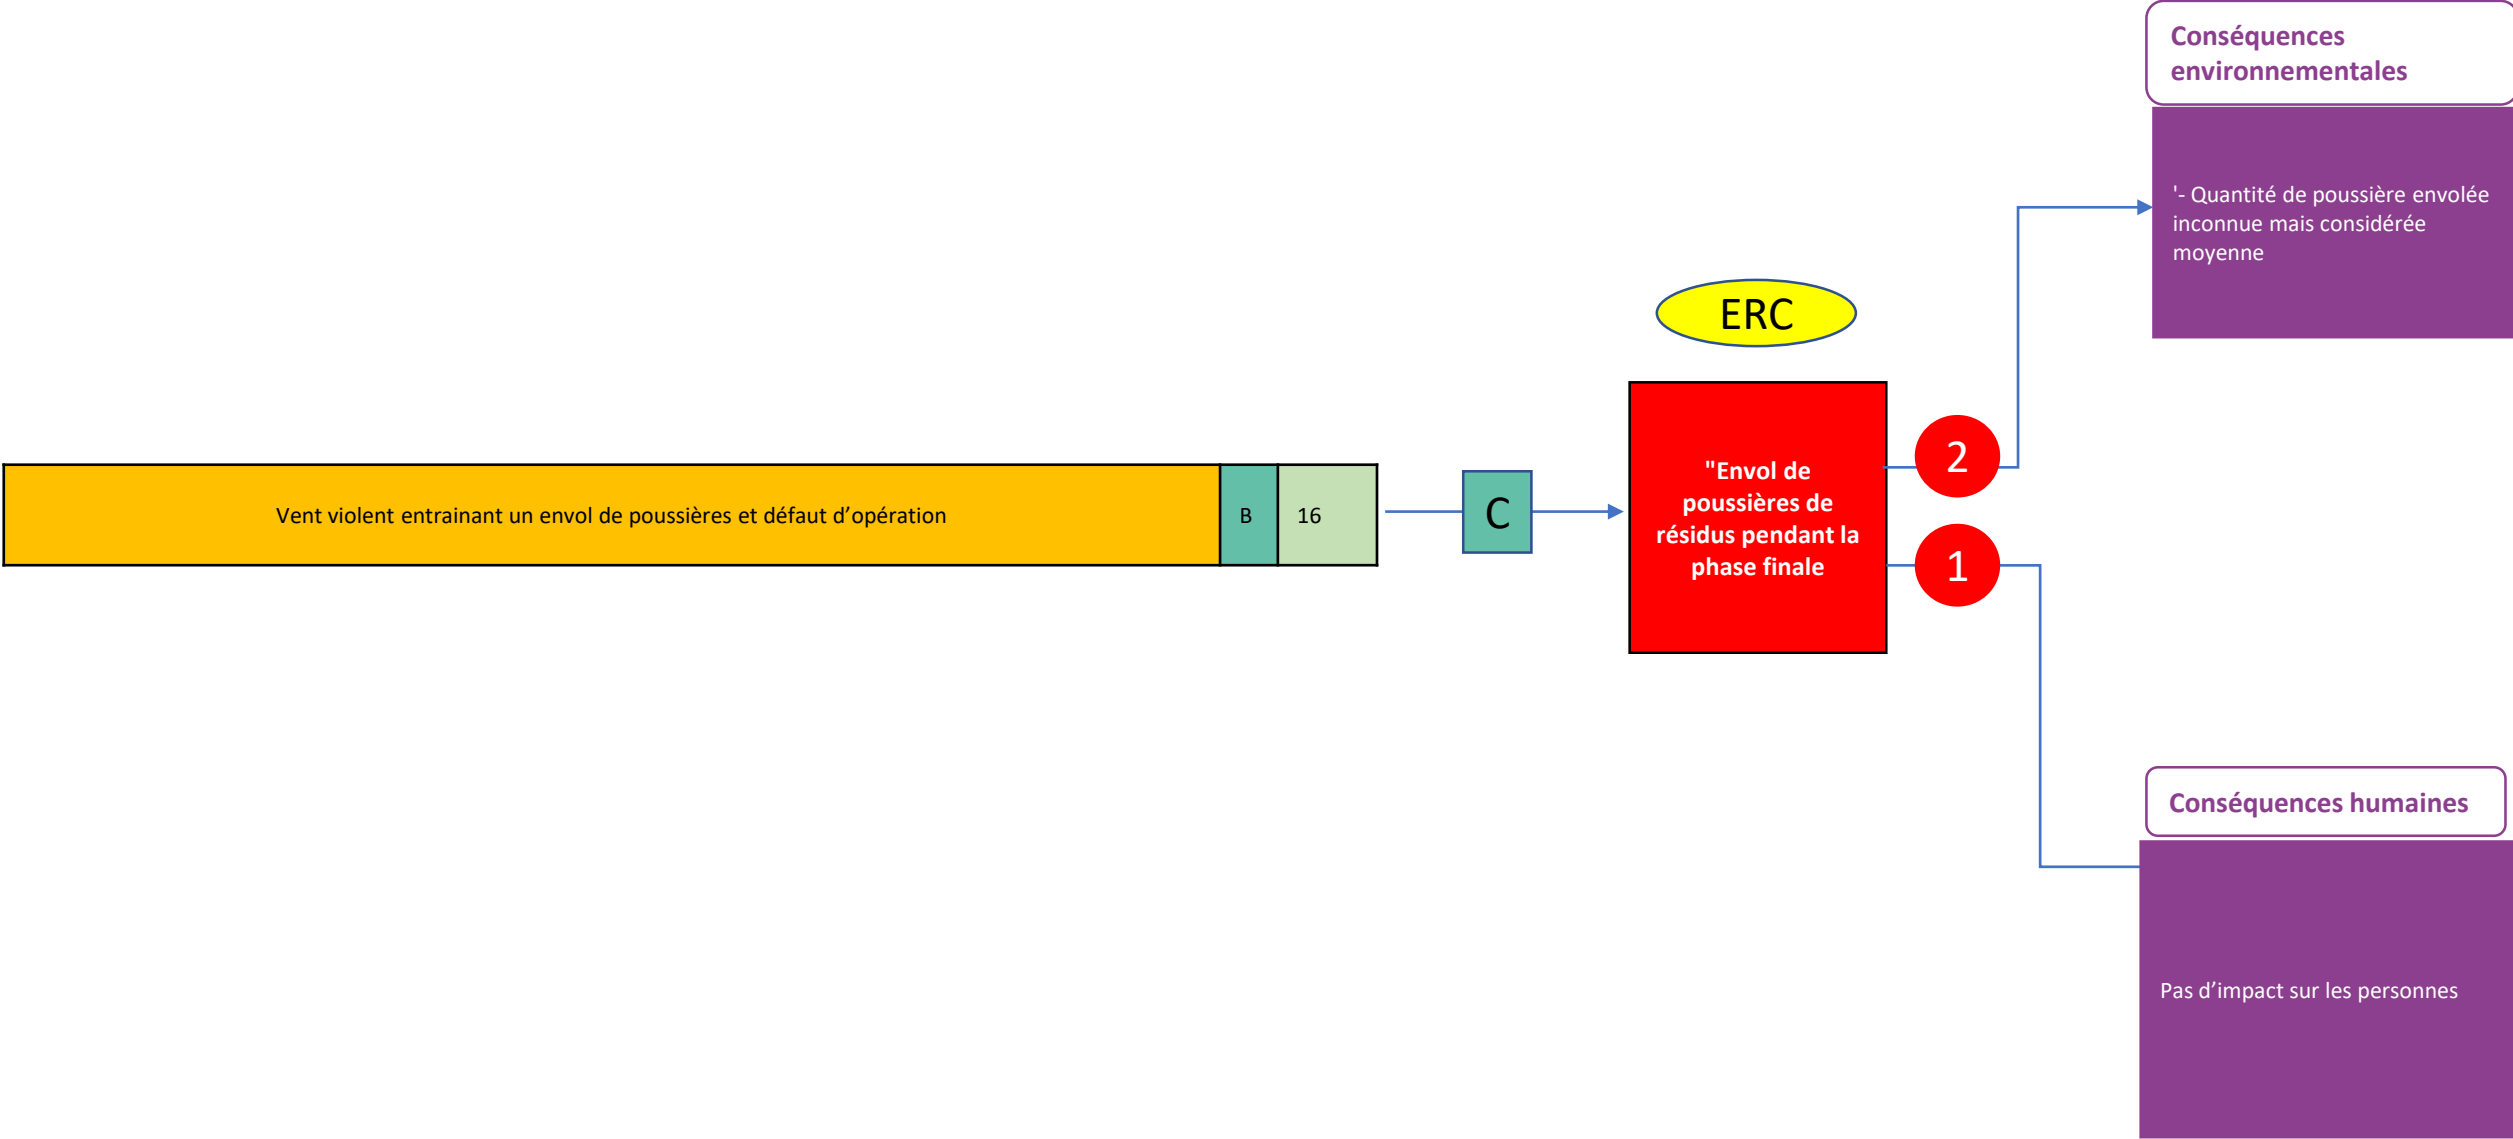 Conséquences
environnementales
'- Quantité de poussière envolée
inconnue mais considérée
moyenne
ERC
Vent violent entrainant un envol de poussières et défaut d’opération
B
16
C
"Envol de
poussières de
résidus pendant la
phase finale
2
1
Conséquences humaines
Pas d’impact sur les personnes